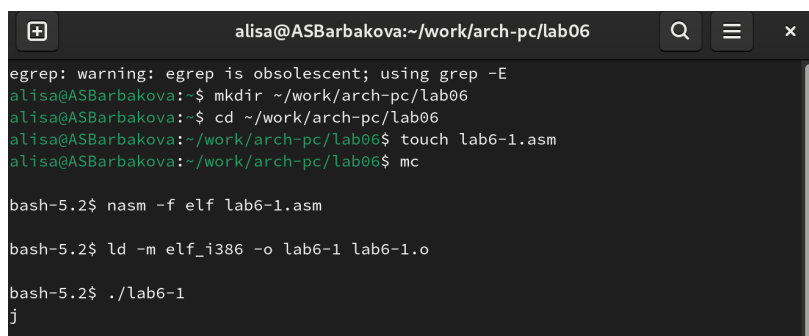 alisa@ASBarbakova:~/work/arch-pc/lab06
egrep: warning: egrep is obsolescent; using grep -E
alisa@ASBarbakova:~$ mkdir ~/work/arch-pc/lab06
alisa@ASBarbakova:~$ cd ~/work/arch-pc/lab06
alisa@ASBarbakova:~/work/arch-pc/lab06$ touch lab6-1.asm
alisa@ASBarbakova:~/work/arch-pc/lab06$ mc
bash-5.2$ nasm -f elf lab6-1.asm
bash-5.2$ ld -m elf_i386 -o lab6-1 lab6-1.o
bash-5.2$ ./lab6-1
j